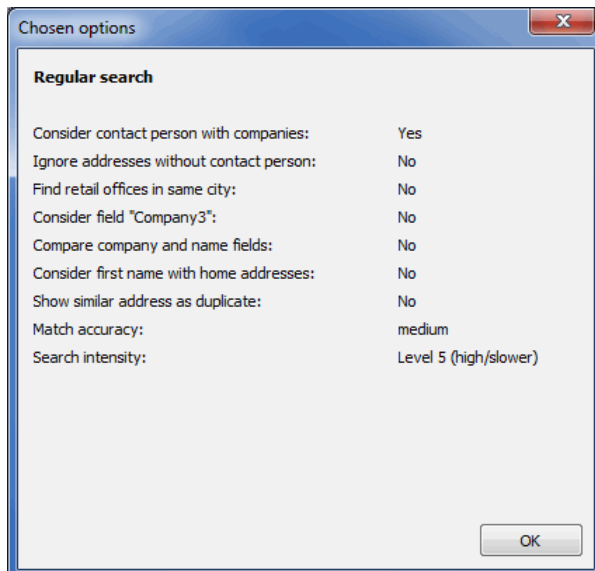 Chosen options
Regular search
Consider contact person with companies: Yes
Ignore addresses without contact person: No
Find retail offices in same city: No
Consider field "Company3": No
Compare company and name fields: No
Consider first name with home addresses: No
Show similar address as duplicate: No
Match accuracy: medium
Search intensity: Level 5 (high/slower)
OK